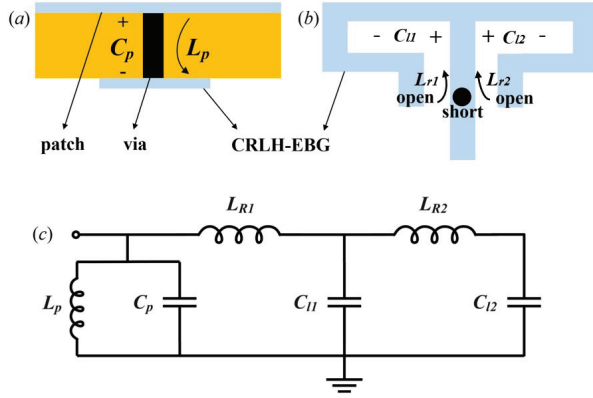 (a)
+
Cp
-
Lp
patch
via
CRLH-EBG
(b)
- Cl1 + + Cl2 -
Lr1 Lr2
open open
short
(c)
LR1 LR2
Lp Cp Cl1 Cl2